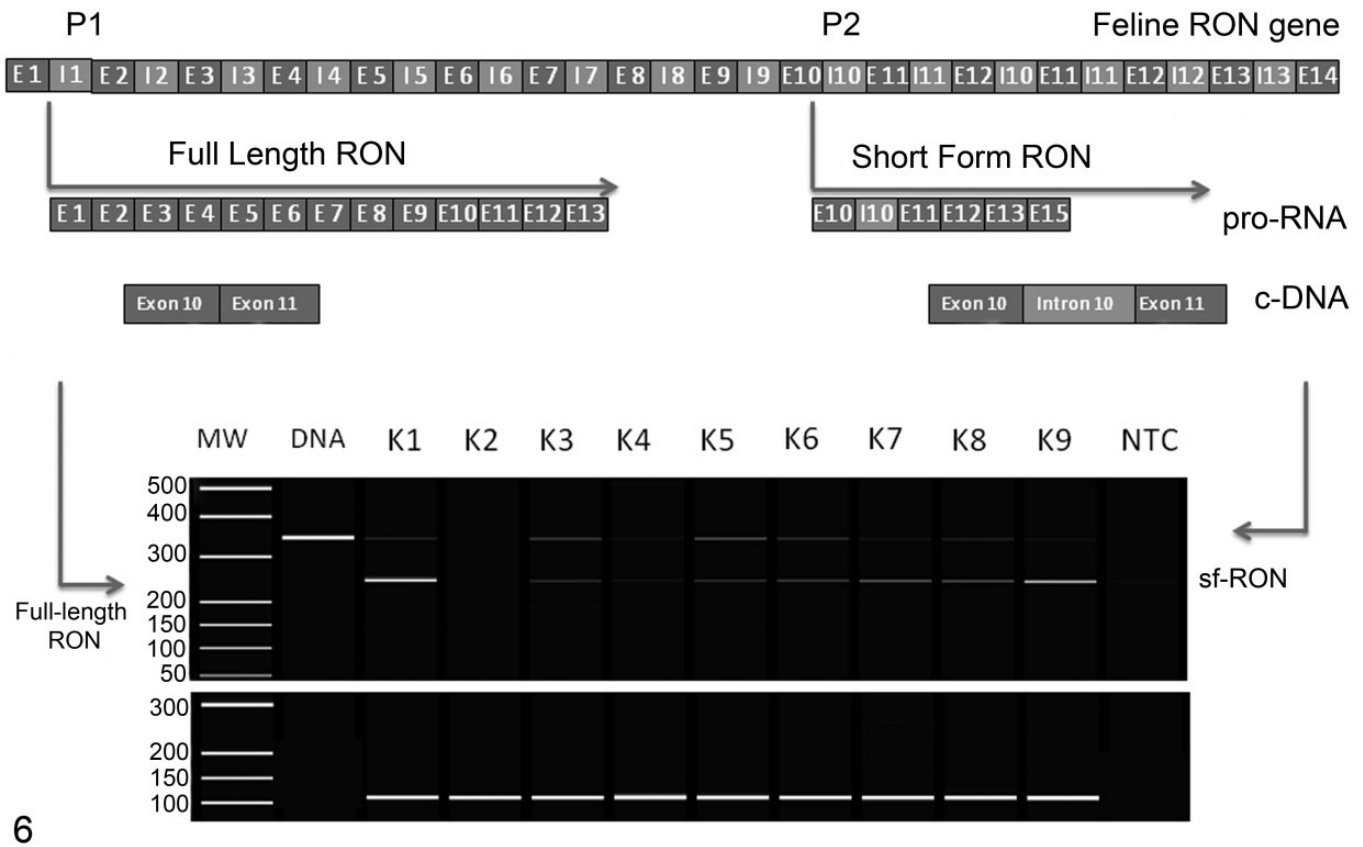 P1 P2 Feline RON gene
E1 I1 E2 I2 E3 I3 E4 I4 E5 I5 E6 I6 E7 I7 E8 I8 E9 I9 E10 I10 E11 I11 E12 I10 E11 I11 E12 I12 E13 I13 E14
Full Length RON Short Form RON
E1 E2 E3 E4 E5 E6 E7 E8 E9 E10 E11 E12 E13 E10 I10 E11 E12 E13 E15 pro-RNA
Exon 10 Exon 11 Exon 10 Intron 10 Exon 11 c-DNA
MW DNA K1 K2 K3 K4 K5 K6 K7 K8 K9 NTC
500
400
300
200
150
100
50
Full-length
RON
sf-RON
300
200
150
100
6